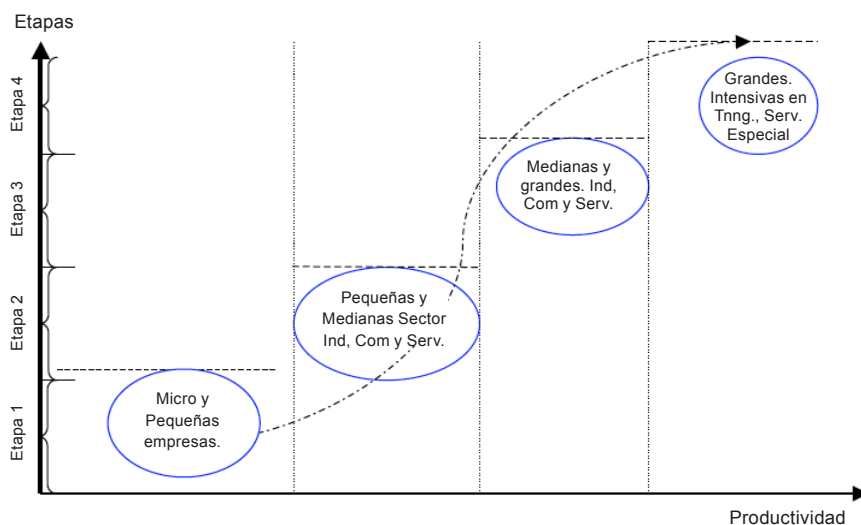 Etapas
Etapa 4
Grandes.
Intensivas en
Tnng., Serv.
Especial
Etapa 3
Medianas y
grandes. Ind,
Com y Serv.
Etapa 2
Pequeñas y
Medianas Sector
Ind, Com y Serv.
Etapa 1
Micro y
Pequeñas
empresas.
Productividad